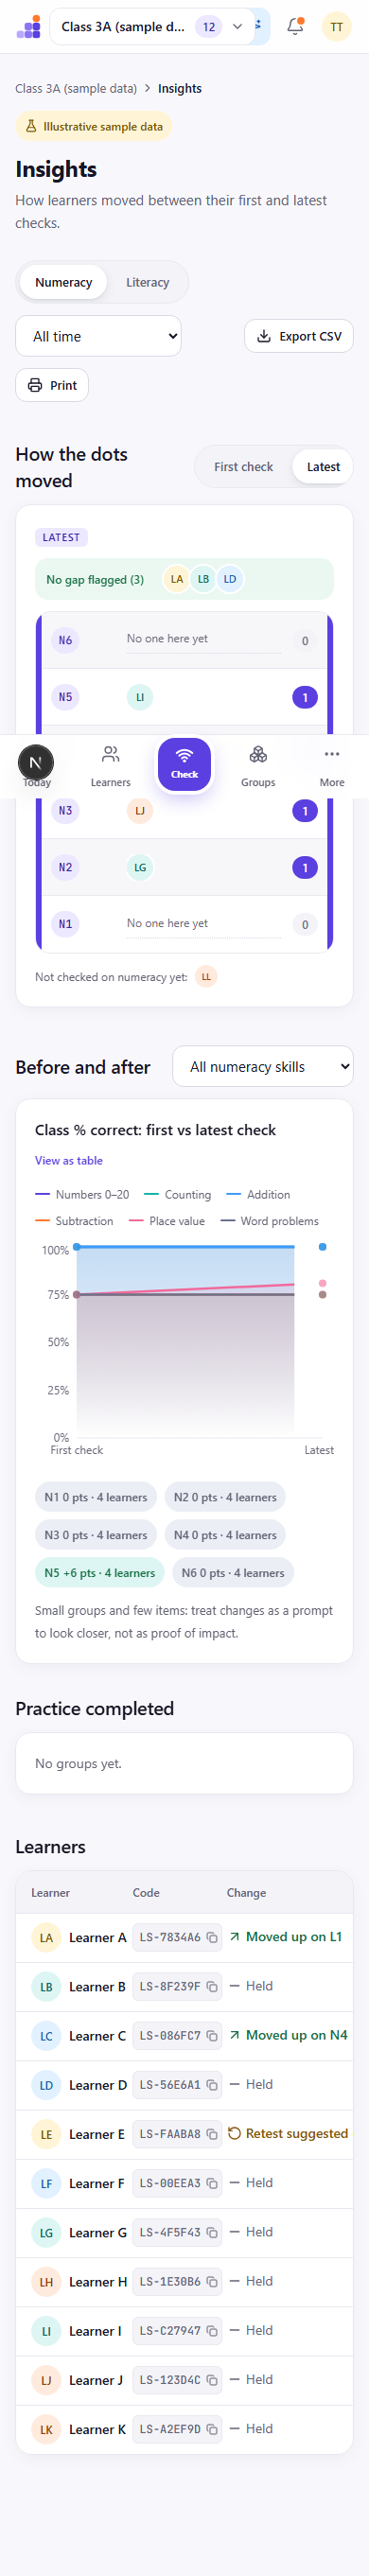 Class 3A (sample d... 12
TT
Class 3A (sample data) > Insights
Illustrative sample data
Insights
How learners moved between their first and latest
checks.
Numeracy Literacy
All time
Export CSV
Print
How the dots
moved
First check Latest
LATEST
No gap flagged (3) LA LB LD
N6 No one here yet 0
N5 LI 1
N
Today Learners Check Groups More
N3 LJ 1
N2 LG 1
N1 No one here yet 0
Not checked on numeracy yet: LL
Before and after
All numeracy skills
Class % correct: first vs latest check
View as table
Numbers 0–20 Counting Addition
Subtraction Place value Word problems
100%
75%
50%
25%
0%
First check Latest
N1 0 pts · 4 learners N2 0 pts · 4 learners
N3 0 pts · 4 learners N4 0 pts · 4 learners
N5 +6 pts · 4 learners N6 0 pts · 4 learners
Small groups and few items: treat changes as a prompt
to look closer, not as proof of impact.
Practice completed
No groups yet.
Learners
Learner Code Change
LA Learner A LS-7834A6 Moved up on L1
LB Learner B LS-8F239F Held
LC Learner C LS-086FC7 Moved up on N4
LD Learner D LS-56E6A1 Held
LE Learner E LS-FAABA8 Retest suggested
LF Learner F LS-00EEA3 Held
LG Learner G LS-4F5F43 Held
LH Learner H LS-1E30B6 Held
LI Learner I LS-C27947 Held
LJ Learner J LS-123D4C Held
LK Learner K LS-A2EF9D Held